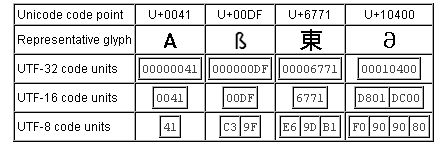 Unicode code point U+0041 U+00DF U+6771 U+10400
Representative glyph A ß 東 ∂
UTF-32 code units 00000041 000000DF 00006771 00010400
UTF-16 code units 0041 00DF 6771 D801 DC00
UTF-8 code units 41 C3 9F E6 9D B1 F0 90 90 80